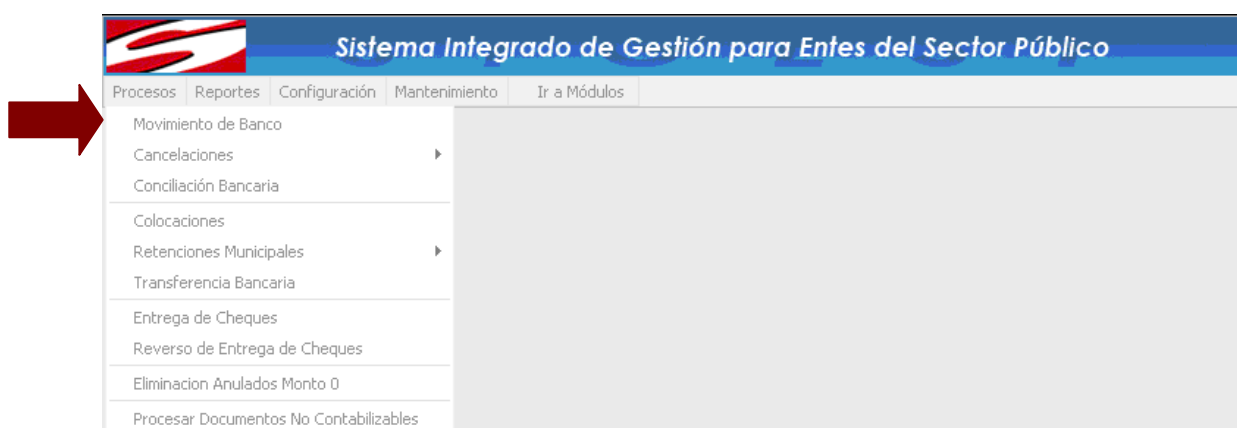 Sistema Integrado de Gestión para Entes del Sector Público
Procesos Reportes Configuración Mantenimiento Ir a Módulos
Movimiento de Banco
Cancelaciones
Conciliación Bancaria
Colocaciones
Retenciones Municipales
Transferencia Bancaria
Entrega de Cheques
Reverso de Entrega de Cheques
Eliminacion Anulados Monto 0
Procesar Documentos No Contabilizables